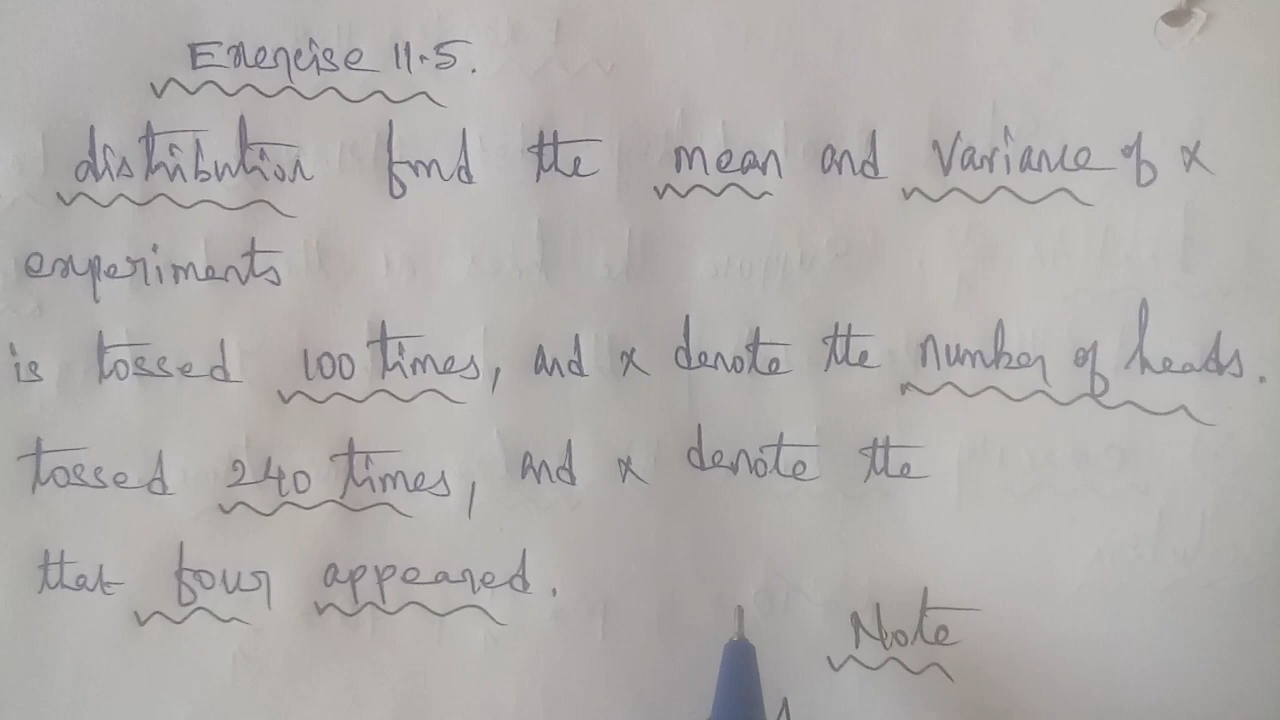 Exercise 11.5.
distribution find the mean and variance of x
experiments
is tossed 100 times, and x denote the number of heads.
tossed 240 times, and x denote the
that four appeared.
Note